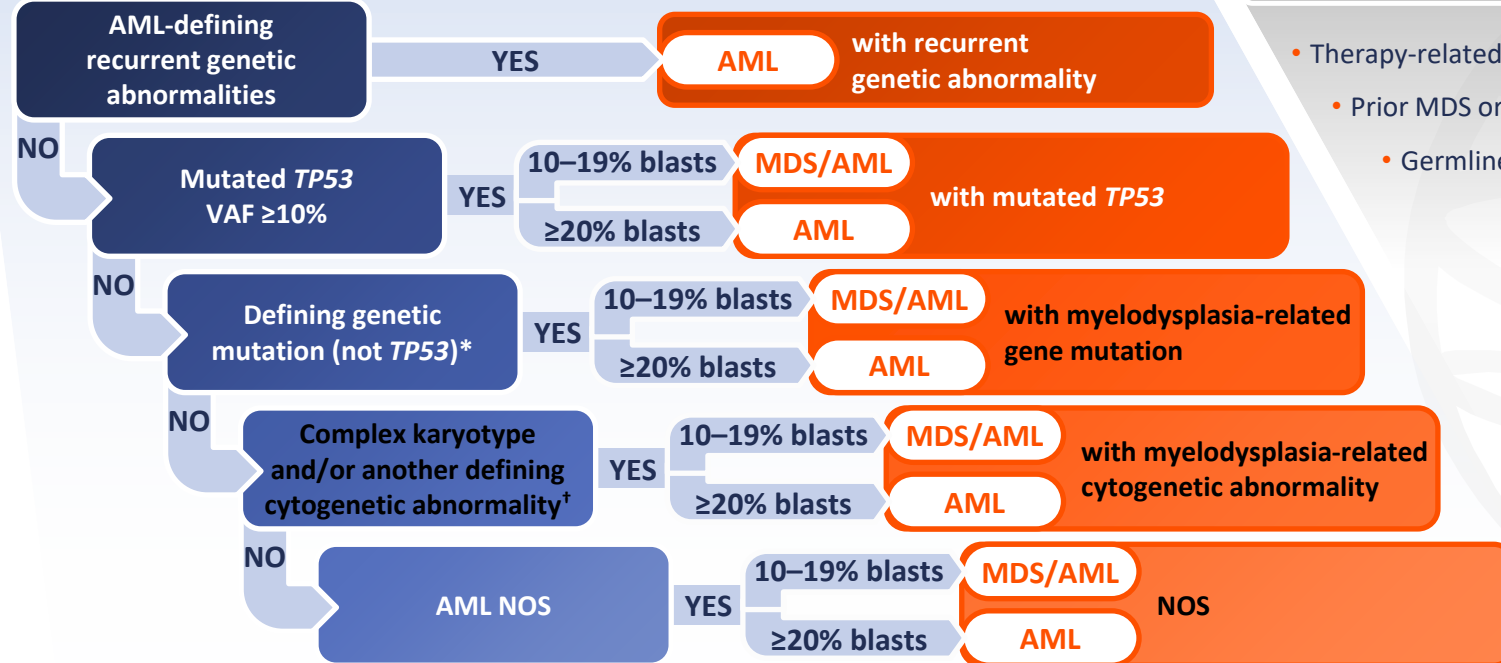 AML-defining
recurrent genetic
abnormalities
YES
AML
with recurrent
genetic abnormality
• Therapy-related
• Prior MDS or
• Germline
NO
Mutated TP53
VAF ≥10%
YES
10–19% blasts
≥20% blasts
MDS/AML
AML
with mutated TP53
NO
Defining genetic
mutation (not TP53)*
YES
10–19% blasts
≥20% blasts
MDS/AML
AML
with myelodysplasia-related
gene mutation
NO
Complex karyotype
and/or another defining
cytogenetic abnormality†
YES
10–19% blasts
≥20% blasts
MDS/AML
AML
with myelodysplasia-related
cytogenetic abnormality
NO
AML NOS
YES
10–19% blasts
≥20% blasts
MDS/AML
AML
NOS